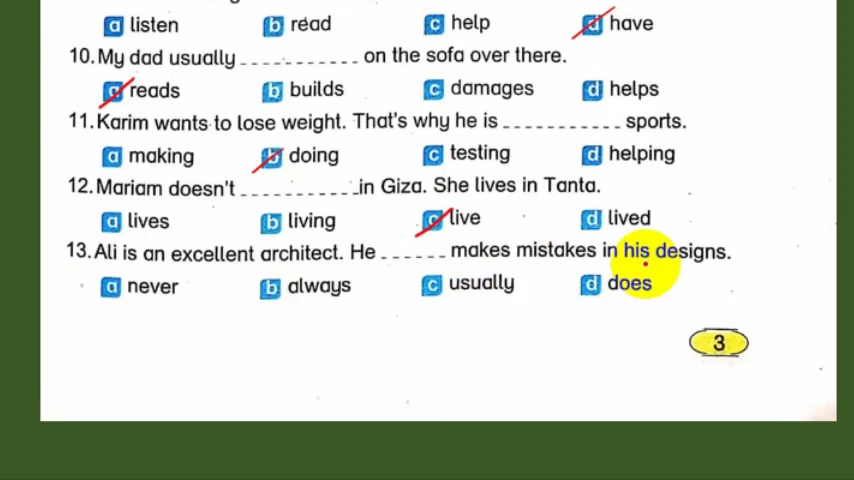 a listen b read c help d have
10. My dad usually ____________ on the sofa over there.
a reads b builds c damages d helps
11. Karim wants to lose weight. That's why he is ____________ sports.
a making b doing c testing d helping
12. Mariam doesn't ____________ in Giza. She lives in Tanta.
a lives b living c live d lived
13. Ali is an excellent architect. He ______ makes mistakes in his designs.
a never b always c usually d does
3